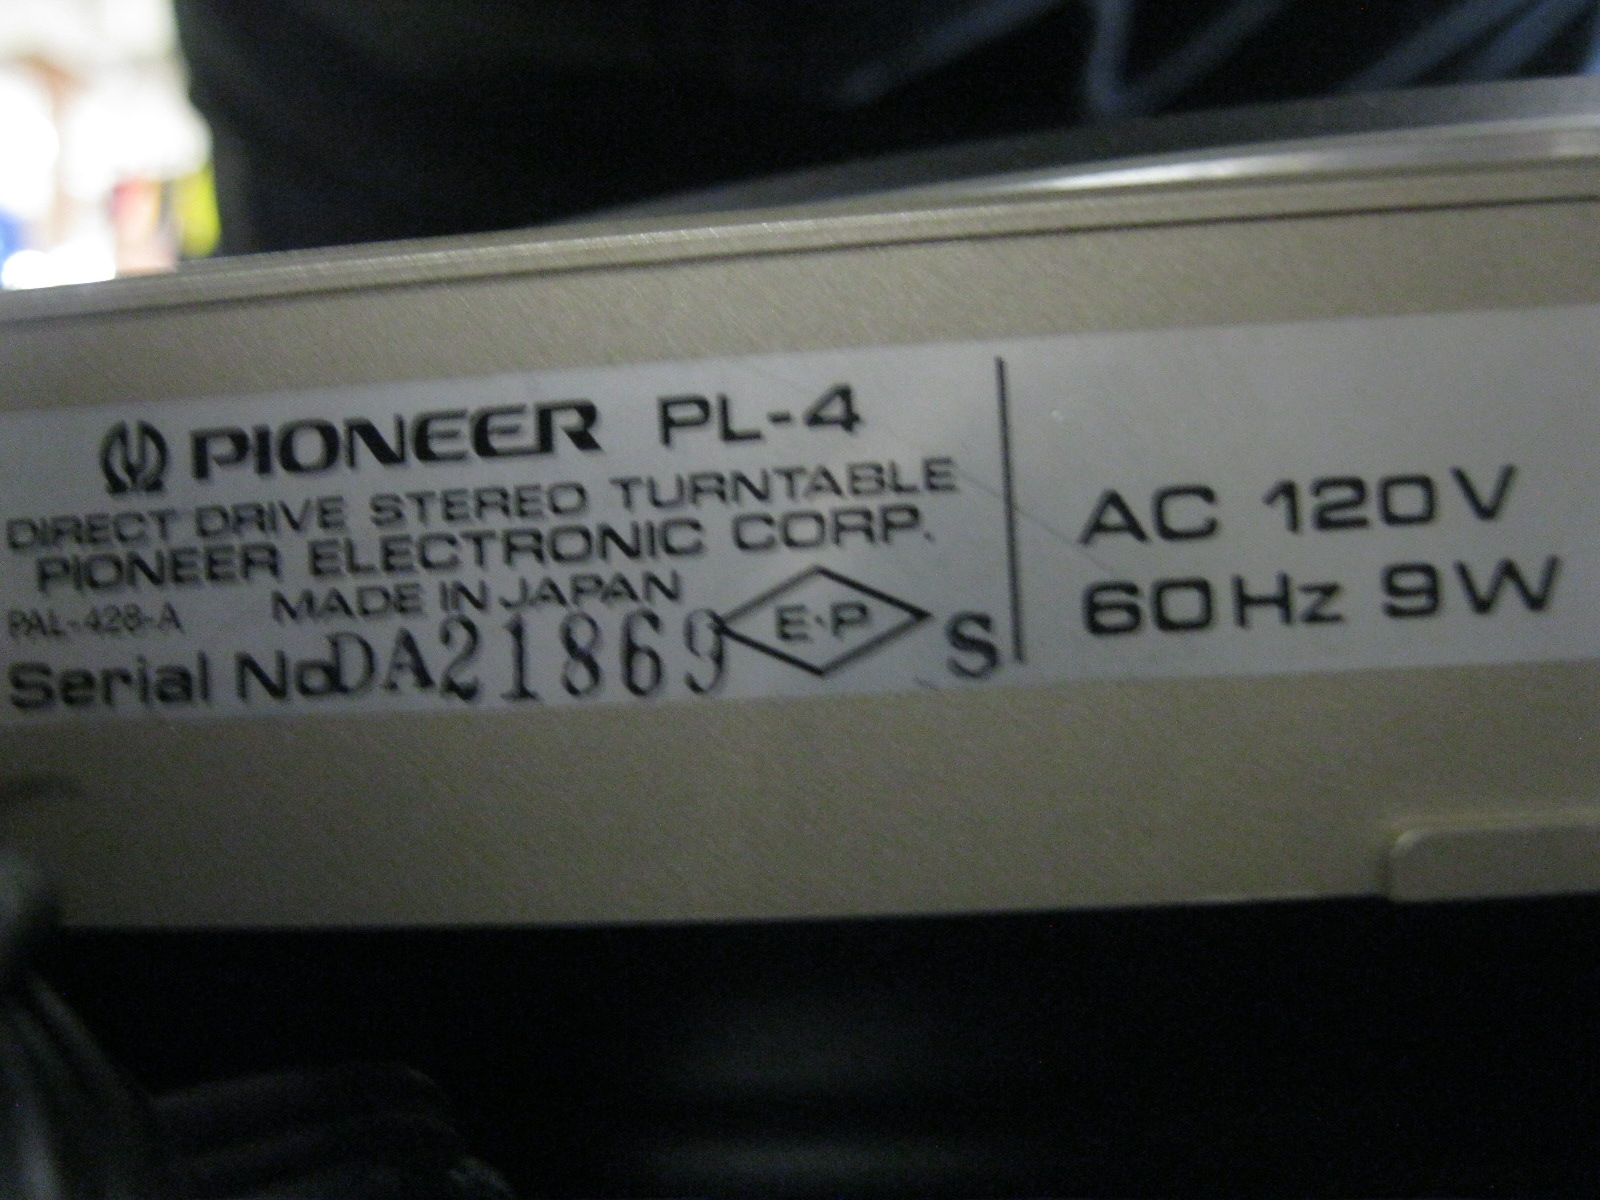 PIONEER PL-4
DIRECT DRIVE STEREO TURNTABLE
PIONEER ELECTRONIC CORP.
MADE IN JAPAN
PAL-428-A
E·P
Serial No DA21869 S
AC 120V
60Hz 9W